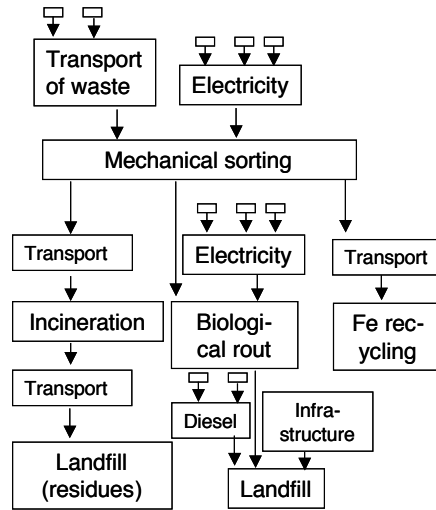 Transport
of waste
Electricity
Mechanical sorting
Transport
Electricity
Transport
Incineration
Biologi-
cal rout
Fe rec-
ycling
Transport
Diesel
Infra-
structure
Landfill
(residues)
Landfill